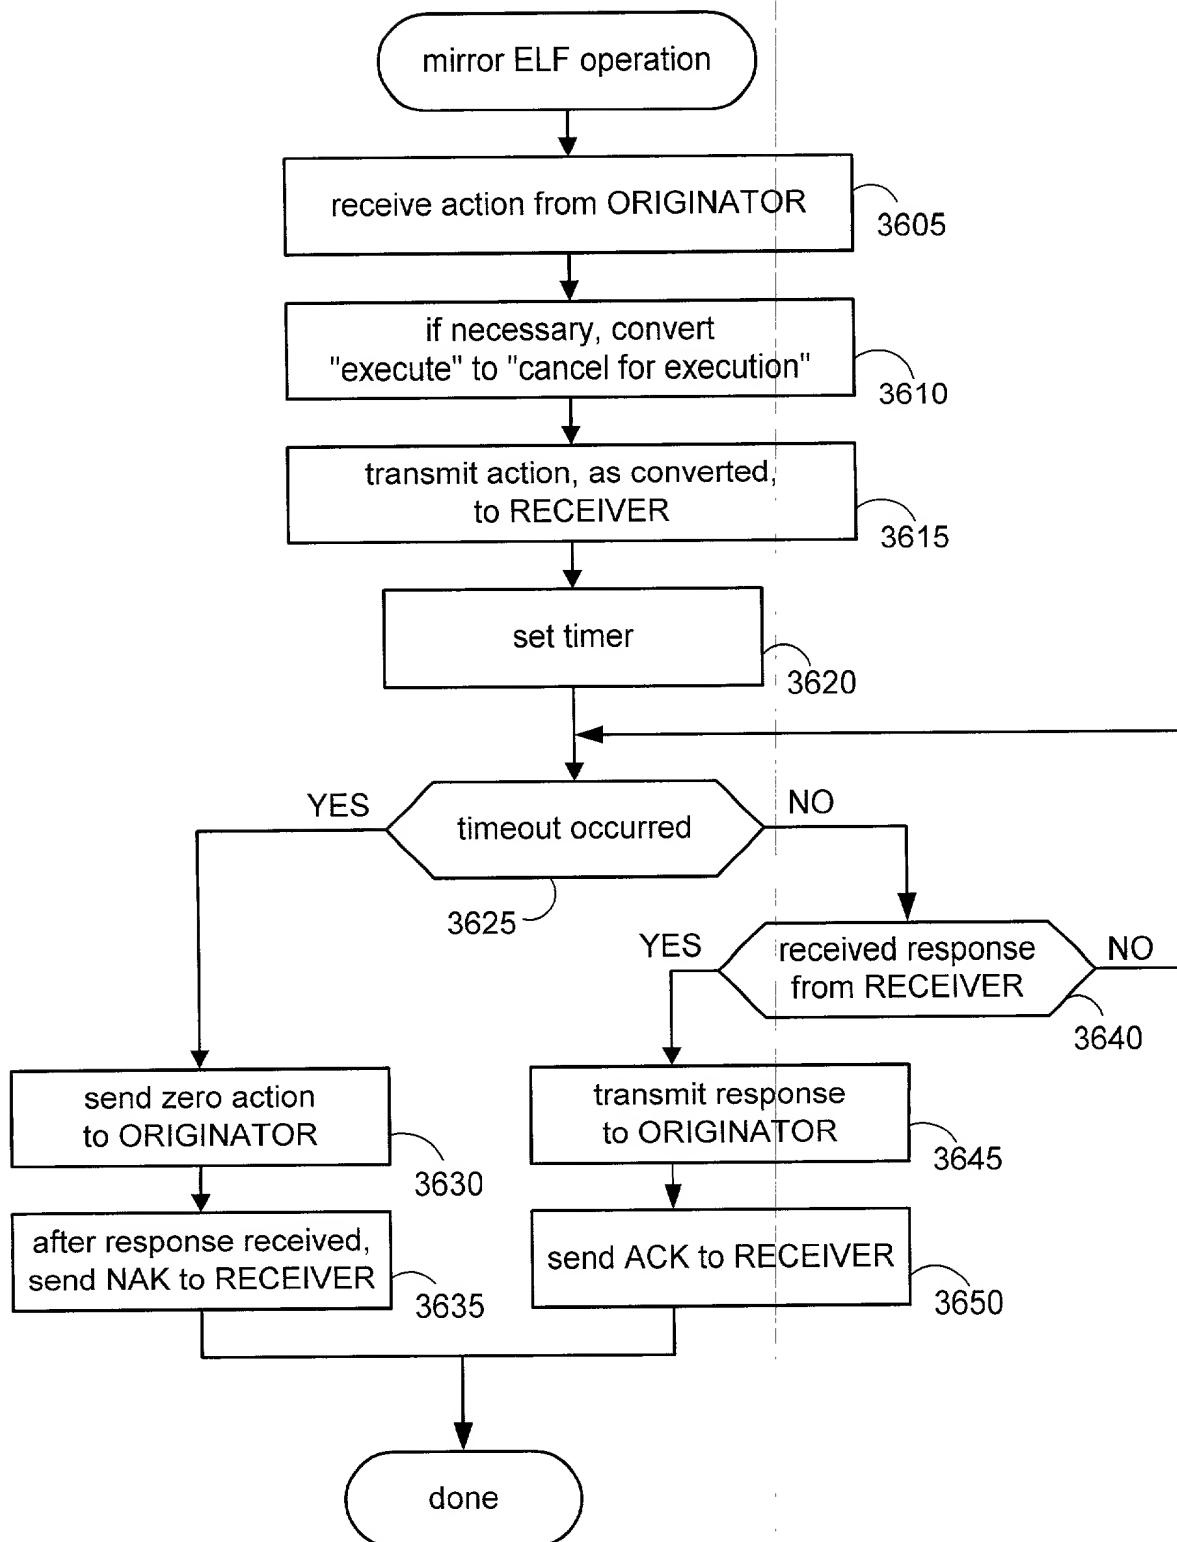 mirror ELF operation
receive action from ORIGINATOR
3605
if necessary, convert
"execute" to "cancel for execution"
3610
transmit action, as converted,
to RECEIVER
3615
set timer
3620
YES
timeout occurred
NO
3625
YES
received response
from RECEIVER
NO
3640
send zero action
to ORIGINATOR
3630
transmit response
to ORIGINATOR
3645
after response received,
send NAK to RECEIVER
3635
send ACK to RECEIVER
3650
done